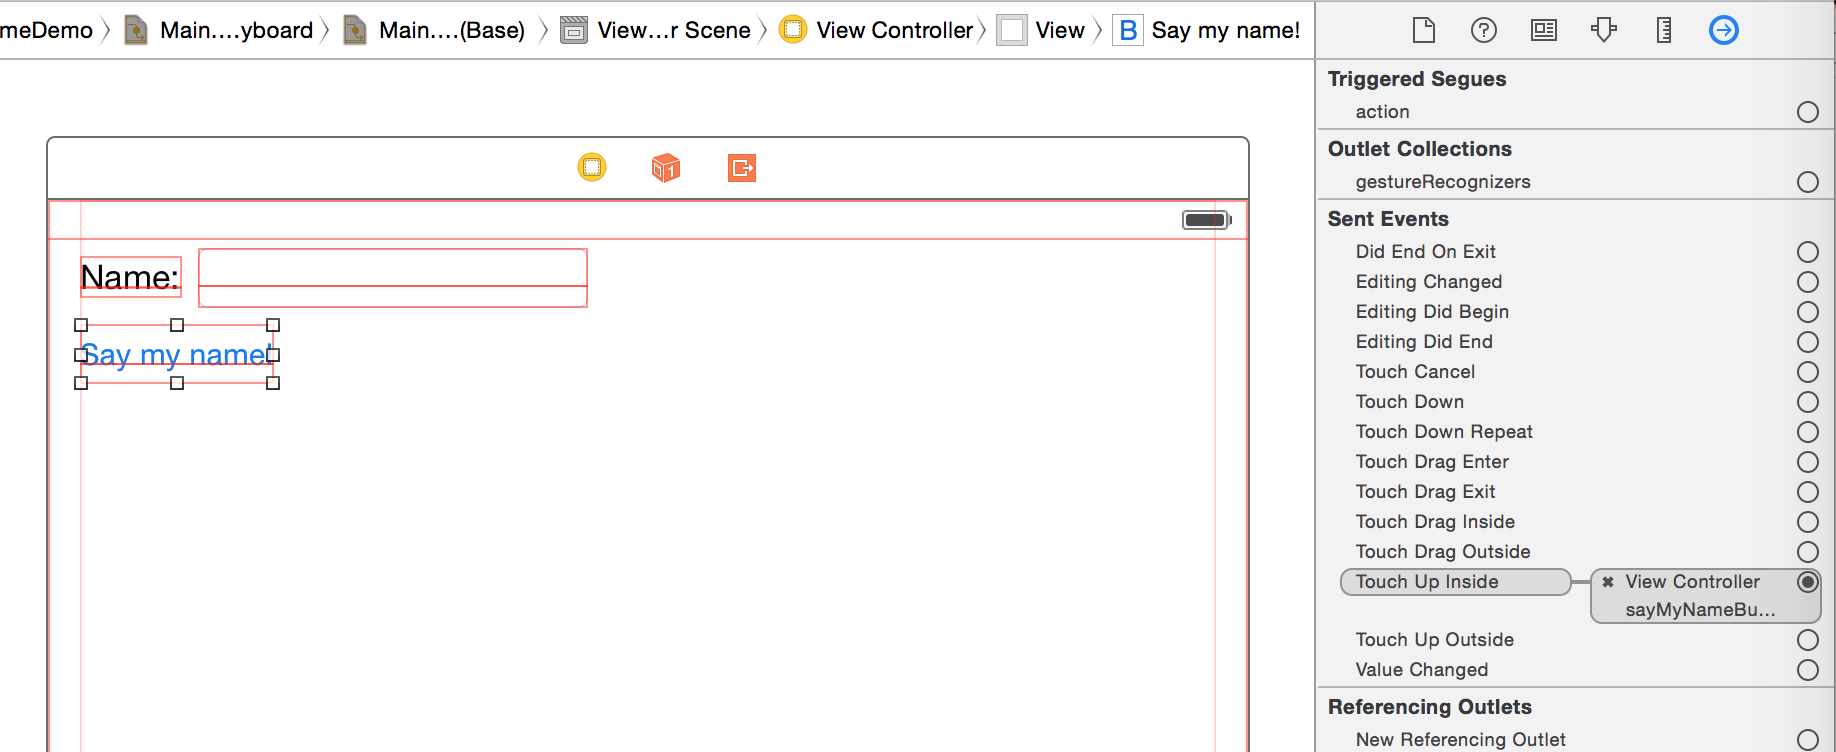 meDemo Main....yboard Main....(Base) View...r Scene View Controller View B Say my name!
Name:
Say my name!
Triggered Segues
action
Outlet Collections
gestureRecognizers
Sent Events
Did End On Exit
Editing Changed
Editing Did Begin
Editing Did End
Touch Cancel
Touch Down
Touch Down Repeat
Touch Drag Enter
Touch Drag Exit
Touch Drag Inside
Touch Drag Outside
Touch Up Inside View Controller
sayMyNameBu...
Touch Up Outside
Value Changed
Referencing Outlets
New Referencing Outlet